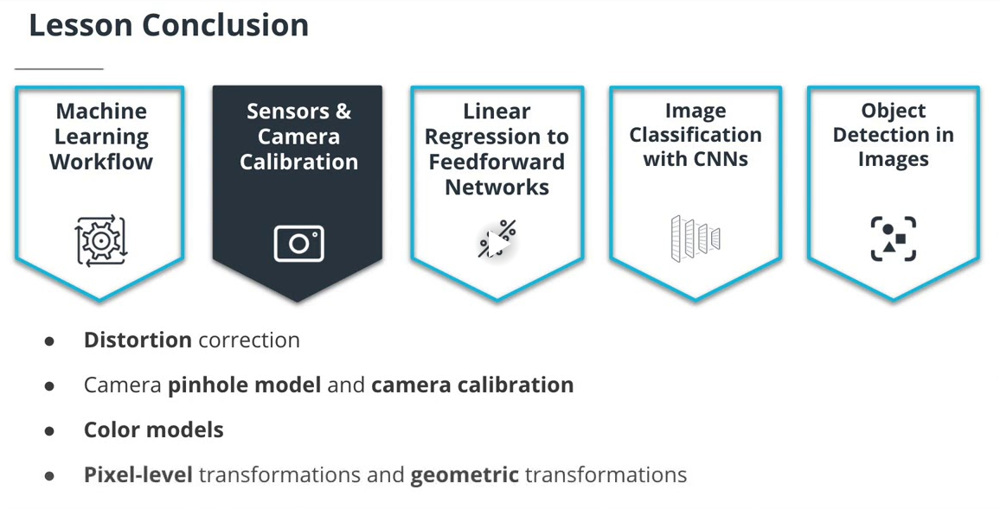 Lesson Conclusion
Machine
Learning
Workflow
Sensors &
Camera
Calibration
Linear
Regression to
Feedforward
Networks
Image
Classification
with CNNs
Object
Detection in
Images
● Distortion correction
● Camera pinhole model and camera calibration
● Color models
● Pixel-level transformations and geometric transformations